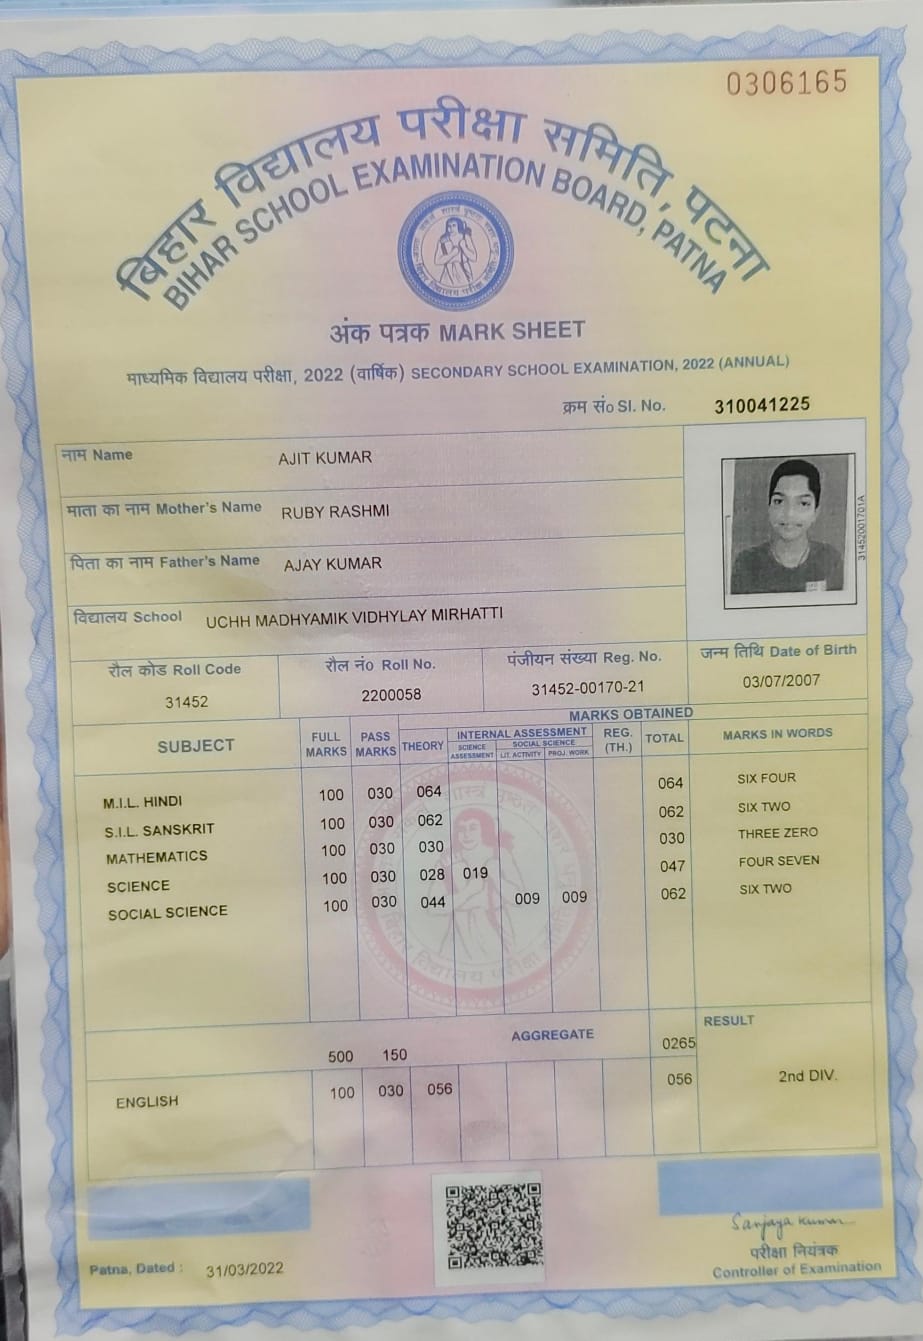 0306165
बिहार विद्यालय परीक्षा समिति, पटना
BIHAR SCHOOL EXAMINATION BOARD, PATNA
अंक पत्रक MARK SHEET
माध्यमिक विद्यालय परीक्षा, 2022 (वार्षिक) SECONDARY SCHOOL EXAMINATION, 2022 (ANNUAL)
क्रम सं० Sl. No. 310041225
नाम Name AJIT KUMAR
माता का नाम Mother's Name RUBY RASHMI
पिता का नाम Father's Name AJAY KUMAR
विद्यालय School UCHH MADHYAMIK VIDHYLAY MIRHATTI
31452001701A
रौल कोड Roll Code रौल नं० Roll No. पंजीयन संख्या Reg. No. जन्म तिथि Date of Birth
31452 2200058 31452-00170-21 03/07/2007
MARKS OBTAINED
SUBJECT FULL MARKS PASS MARKS THEORY INTERNAL ASSESSMENT REG. (TH.) TOTAL MARKS IN WORDS
SCIENCE ASSESSMENT SOCIAL SCIENCE
LIT. ACTIVITY PROJ. WORK
M.I.L. HINDI 100 030 064 064 SIX FOUR
S.I.L. SANSKRIT 100 030 062 062 SIX TWO
MATHEMATICS 100 030 030 030 THREE ZERO
SCIENCE 100 030 028 019 047 FOUR SEVEN
SOCIAL SCIENCE 100 030 044 009 009 062 SIX TWO
500 150 AGGREGATE 0265 RESULT
ENGLISH 100 030 056 056 2nd DIV.
Sanjaya Kumar
परीक्षा नियंत्रक
Patna, Dated : 31/03/2022 Controller of Examination